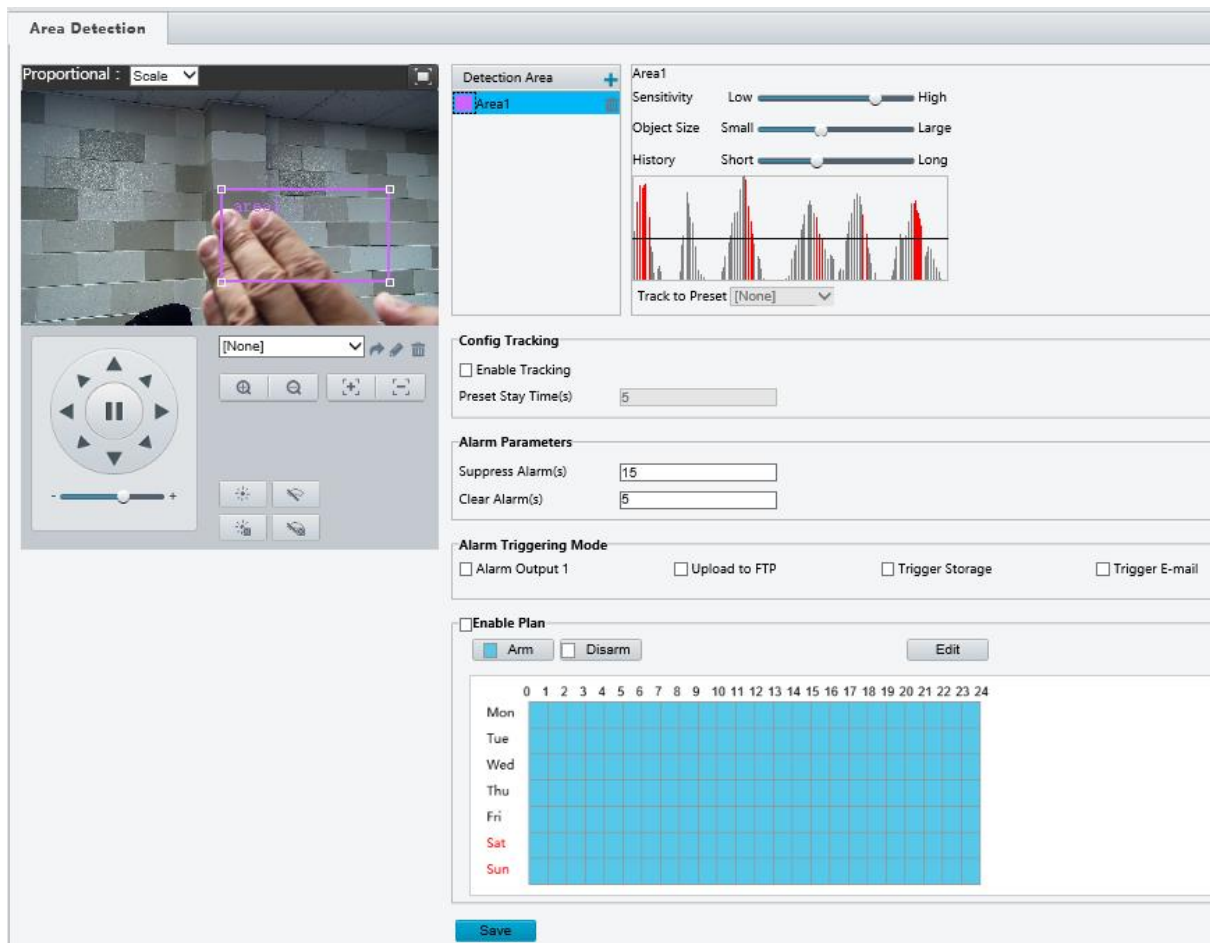 Area Detection
Proportional : Scale
area1
[None]
- +
Detection Area
Area1
Area1
Sensitivity Low High
Object Size Small Large
History Short Long
Track to Preset [None]
Config Tracking
Enable Tracking
Preset Stay Time(s) 5
Alarm Parameters
Suppress Alarm(s) 15
Clear Alarm(s) 5
Alarm Triggering Mode
Alarm Output 1 Upload to FTP Trigger Storage Trigger E-mail
Enable Plan
Arm Disarm Edit
0 1 2 3 4 5 6 7 8 9 10 11 12 13 14 15 16 17 18 19 20 21 22 23 24
Mon
Tue
Wed
Thu
Fri
Sat
Sun
Save